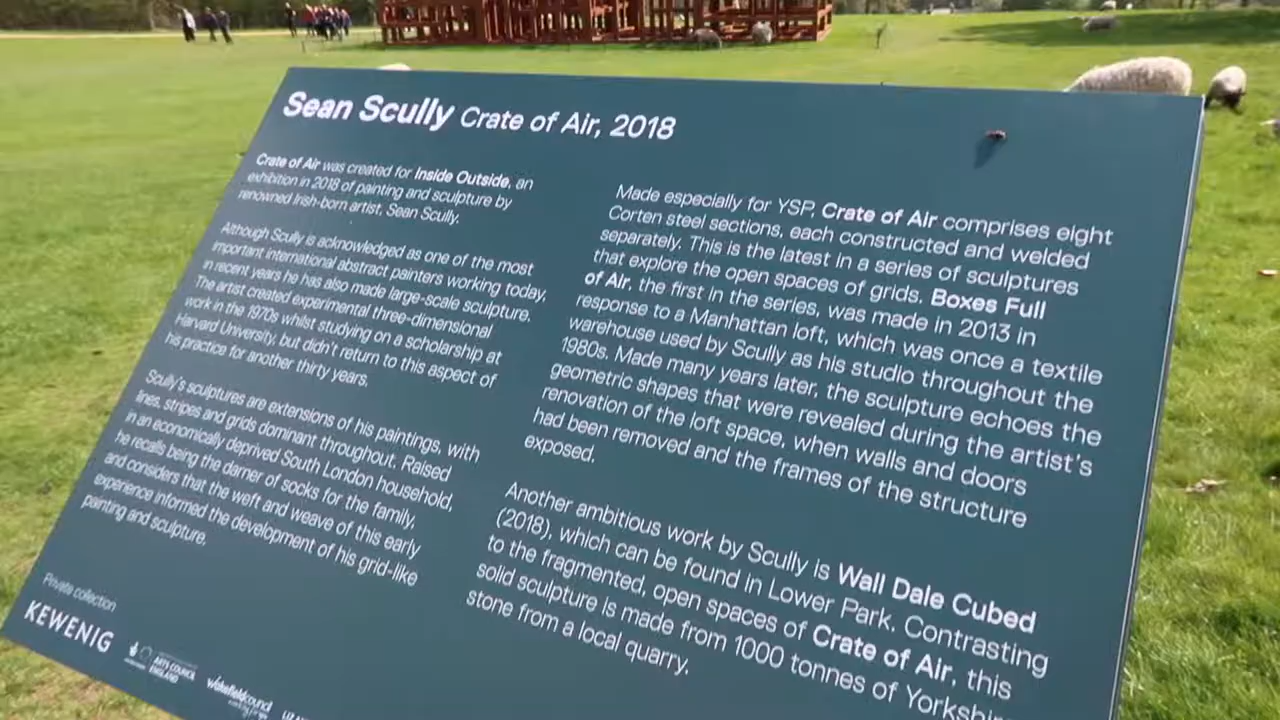 Sean Scully Crate of Air, 2018
Crate of Air was created for Inside Outside, an
exhibition in 2018 of painting and sculpture by
renowned Irish-born artist, Sean Scully.
Although Scully is acknowledged as one of the most
important international abstract painters working today,
in recent years he has also made large-scale sculpture.
The artist created experimental three-dimensional
work in the 1970s whilst studying on a scholarship at
Harvard University, but didn't return to this aspect of
his practice for another thirty years.
Scully's sculptures are extensions of his paintings, with
lines, stripes and grids dominant throughout. Raised
in an economically deprived South London household,
he recalls being the darner of socks for the family,
and considers that the weft and weave of this early
experience informed the development of his grid-like
painting and sculpture.
Made especially for YSP, Crate of Air comprises eight
Corten steel sections, each constructed and welded
separately. This is the latest in a series of sculptures
that explore the open spaces of grids. Boxes Full
of Air, the first in the series, was made in 2013 in
response to a Manhattan loft, which was once a textile
warehouse used by Scully as his studio throughout the
1980s. Made many years later, the sculpture echoes the
geometric shapes that were revealed during the artist's
renovation of the loft space, when walls and doors
had been removed and the frames of the structure
exposed.
Another ambitious work by Scully is Wall Dale Cubed
(2018), which can be found in Lower Park. Contrasting
to the fragmented, open spaces of Crate of Air, this
solid sculpture is made from 1000 tonnes of Yorkshire
stone from a local quarry.
Private collection
KEWENIG
ARTS COUNCIL
ENGLAND
wakefieldcouncil